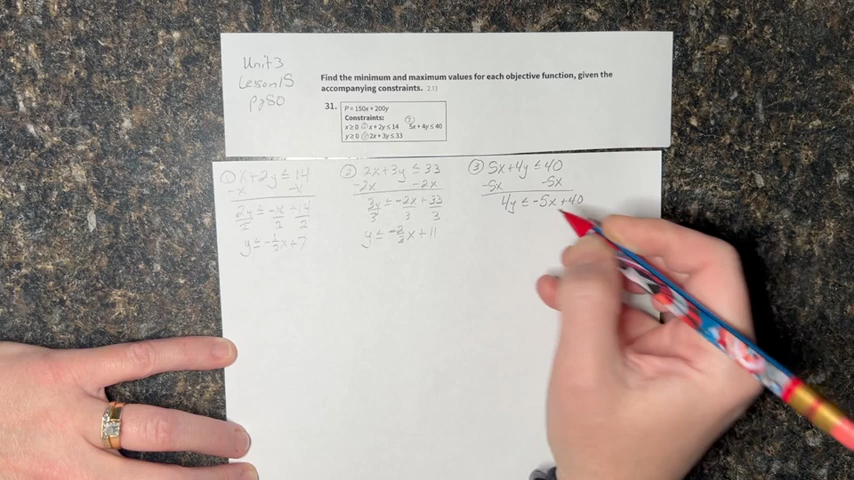 Unit 3
Lesson 15
pg 80
Find the minimum and maximum values for each objective function, given the
accompanying constraints. 2.13
31. P = 150x + 200y
Constraints:
x ≥ 0 ① x + 2y ≤ 14 ③ 5x + 4y ≤ 40
y ≥ 0 ② 2x + 3y ≤ 33
① x + 2y ≤ 14
-x -x
2y ≤ -x + 14
2 2 2
y ≤ -1/2x + 7
② 2x + 3y ≤ 33
-2x -2x
3y ≤ -2x + 33
3 3 3
y ≤ -2/3x + 11
③ 5x + 4y ≤ 40
-5x -5x
4y ≤ -5x + 40